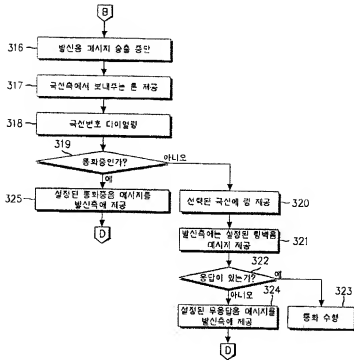 B
316
발신음 메시지 송출 중단
317
국선측에서 보내주는 톤 제공
318
국선번호 다이얼링
319
통화중인가?
아니오
예
325
설정된 통화중음 메시지를
발신측에 제공
D
선택된 국선에 링 제공
320
발신측에는 설정된 링백음
메시지 제공
321
322
응답이 있는가?
예
아니오
324
설정된 무응답음 메시지를
발신측에 제공
D
통화 수행
323